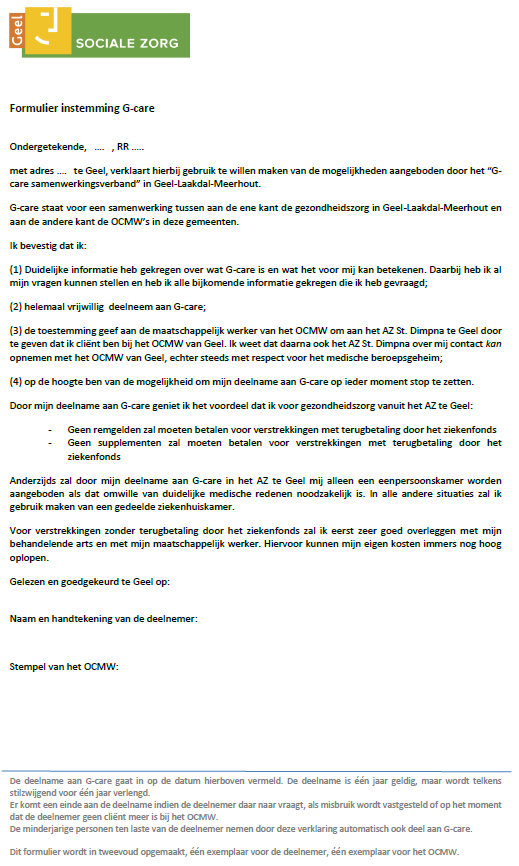 Geel
SOCIALE ZORG
Formulier instemming G-care
Ondergetekende, .... , RR .....
met adres .... te Geel, verklaart hierbij gebruik te willen maken van de mogelijkheden aangeboden door het “G-
care samenwerkingsverband” in Geel-Laakdal-Meerhout.
G-care staat voor een samenwerking tussen aan de ene kant de gezondheidszorg in Geel-Laakdal-Meerhout en
aan de andere kant de OCMW’s in deze gemeenten.
Ik bevestig dat ik:
(1) Duidelijke informatie heb gekregen over wat G-care is en wat het voor mij kan betekenen. Daarbij heb ik al
mijn vragen kunnen stellen en heb ik alle bijkomende informatie gekregen die ik heb gevraagd;
(2) helemaal vrijwillig deelneem aan G-care;
(3) de toestemming geef aan de maatschappelijk werker van het OCMW om aan het AZ St. Dimpna te Geel door
te geven dat ik cliënt ben bij het OCMW van Geel. Ik weet dat daarna ook het AZ St. Dimpna over mij contact kan
opnemen met het OCMW van Geel, echter steeds met respect voor het medische beroepsgeheim;
(4) op de hoogte ben van de mogelijkheid om mijn deelname aan G-care op ieder moment stop te zetten.
Door mijn deelname aan G-care geniet ik het voordeel dat ik voor gezondheidszorg vanuit het AZ te Geel:
- Geen remgelden zal moeten betalen voor verstrekkingen met terugbetaling door het ziekenfonds
- Geen supplementen zal moeten betalen voor verstrekkingen met terugbetaling door het
ziekenfonds
Anderzijds zal door mijn deelname aan G-care in het AZ te Geel mij alleen een eenpersoonskamer worden
aangeboden als dat omwille van duidelijke medische redenen noodzakelijk is. In alle andere situaties zal ik
gebruik maken van een gedeelde ziekenhuiskamer.
Voor verstrekkingen zonder terugbetaling door het ziekenfonds zal ik eerst zeer goed overleggen met mijn
behandelende arts en met mijn maatschappelijk werker. Hiervoor kunnen mijn eigen kosten immers nog hoog
oplopen.
Gelezen en goedgekeurd te Geel op:
Naam en handtekening van de deelnemer:
Stempel van het OCMW:
De deelname aan G-care gaat in op de datum hierboven vermeld. De deelname is één jaar geldig, maar wordt telkens
stilzwijgend voor één jaar verlengd.
Er komt een einde aan de deelname indien de deelnemer daar naar vraagt, als misbruik wordt vastgesteld of op het moment
dat de deelnemer geen cliënt meer is bij het OCMW.
De minderjarige personen ten laste van de deelnemer nemen door deze verklaring automatisch ook deel aan G-care.
Dit formulier wordt in tweevoud opgemaakt, één exemplaar voor de deelnemer, één exemplaar voor het OCMW.